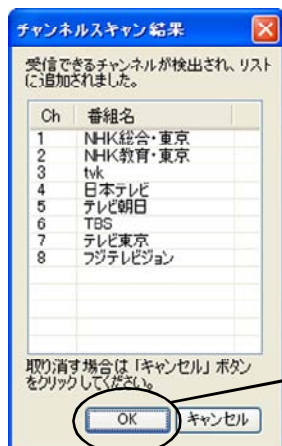 チャンネルスキャン結果
受信できるチャンネルが検出され、リスト
に追加されました。
Ch 番組名
1 NHK総合・東京
2 NHK教育・東京
3 tvk
4 日本テレビ
5 テレビ朝日
6 TBS
7 テレビ東京
8 フジテレビジョン
取り消す場合は「キャンセル」ボタン
をクリックしてください。
OK キャンセル